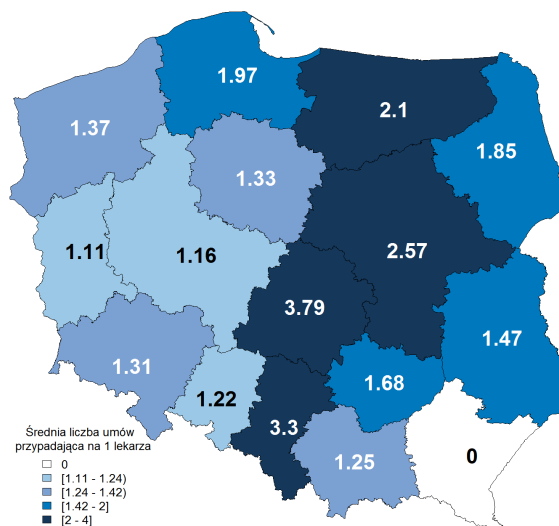 1.97
2.1
1.37
1.85
1.33
1.11
1.16
2.57
3.79
1.47
1.31
1.68
1.22
3.3
1.25
0
Średnia liczba umów
przypadająca na 1 lekarza
0
[1.11 - 1.24)
[1.24 - 1.42)
[1.42 - 2]
[2 - 4]